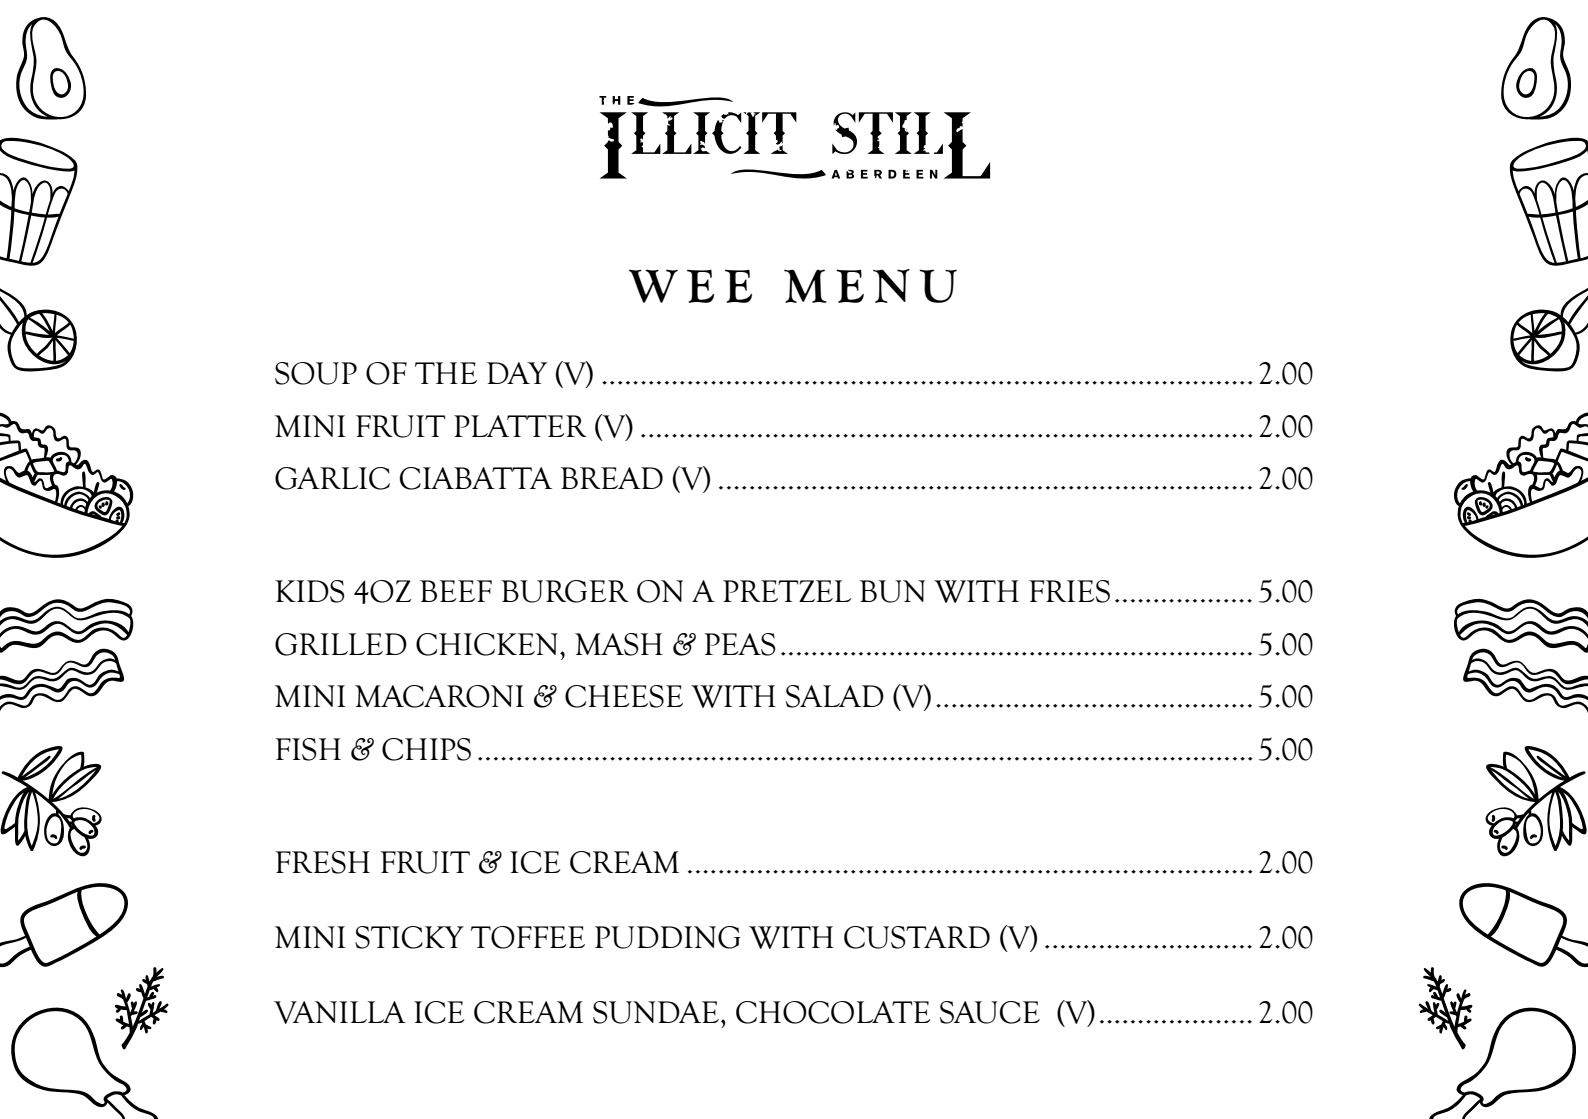 THE
ILLICIT STILL
ABERDEEN
WEE MENU
SOUP OF THE DAY (V) ........................................................................................ 2.00
MINI FRUIT PLATTER (V) ................................................................................... 2.00
GARLIC CIABATTA BREAD (V) ........................................................................ 2.00
KIDS 4OZ BEEF BURGER ON A PRETZEL BUN WITH FRIES .................. 5.00
GRILLED CHICKEN, MASH & PEAS ................................................................ 5.00
MINI MACARONI & CHEESE WITH SALAD (V) .......................................... 5.00
FISH & CHIPS ....................................................................................................... 5.00
FRESH FRUIT & ICE CREAM ............................................................................ 2.00
MINI STICKY TOFFEE PUDDING WITH CUSTARD (V) ............................ 2.00
VANILLA ICE CREAM SUNDAE, CHOCOLATE SAUCE (V) .................... 2.00